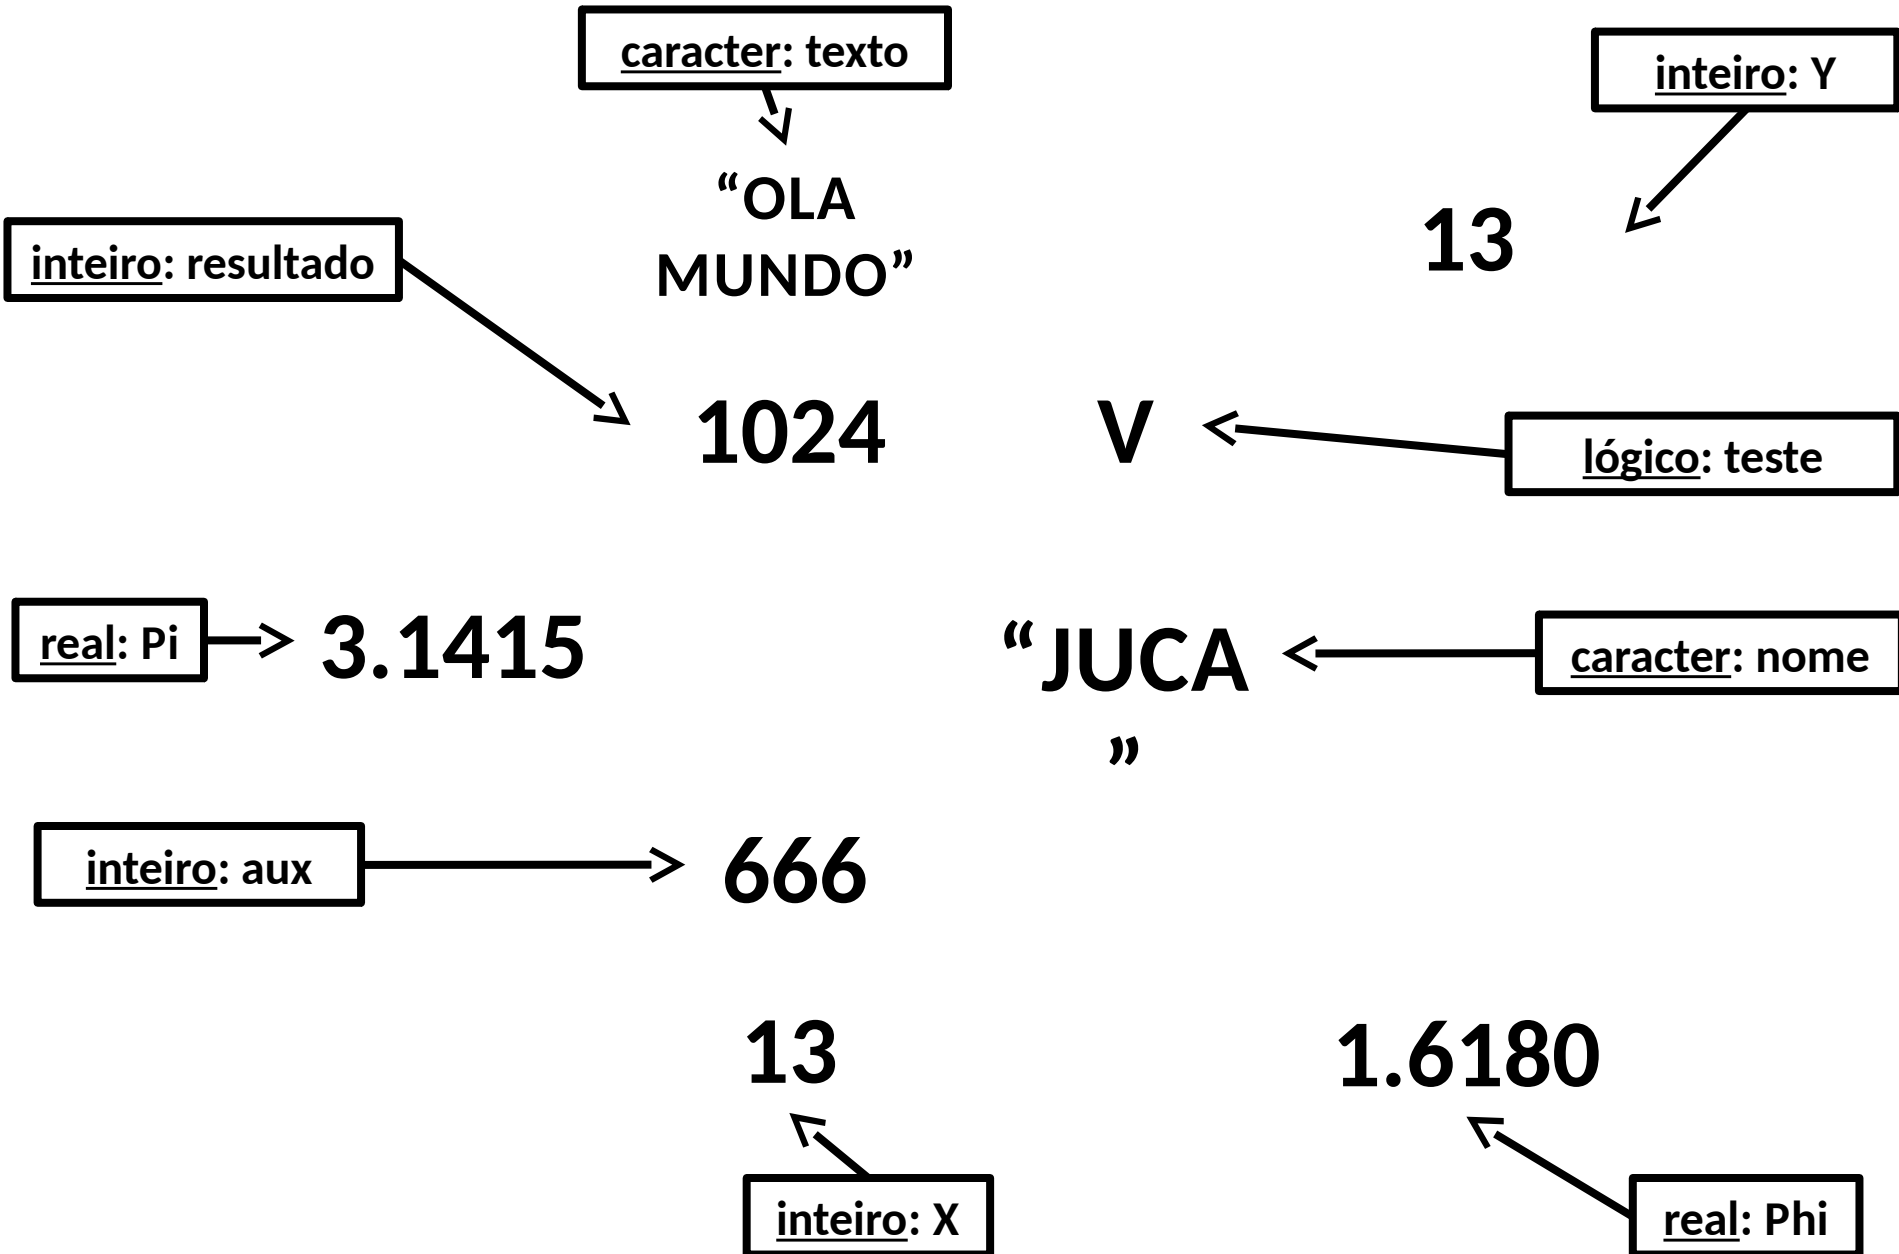 caracter: texto
inteiro: Y
“OLA
MUNDO”
13
inteiro: resultado
1024
V
lógico: teste
real: Pi
3.1415
“JUCA
”
caracter: nome
inteiro: aux
666
13
1.6180
inteiro: X
real: Phi